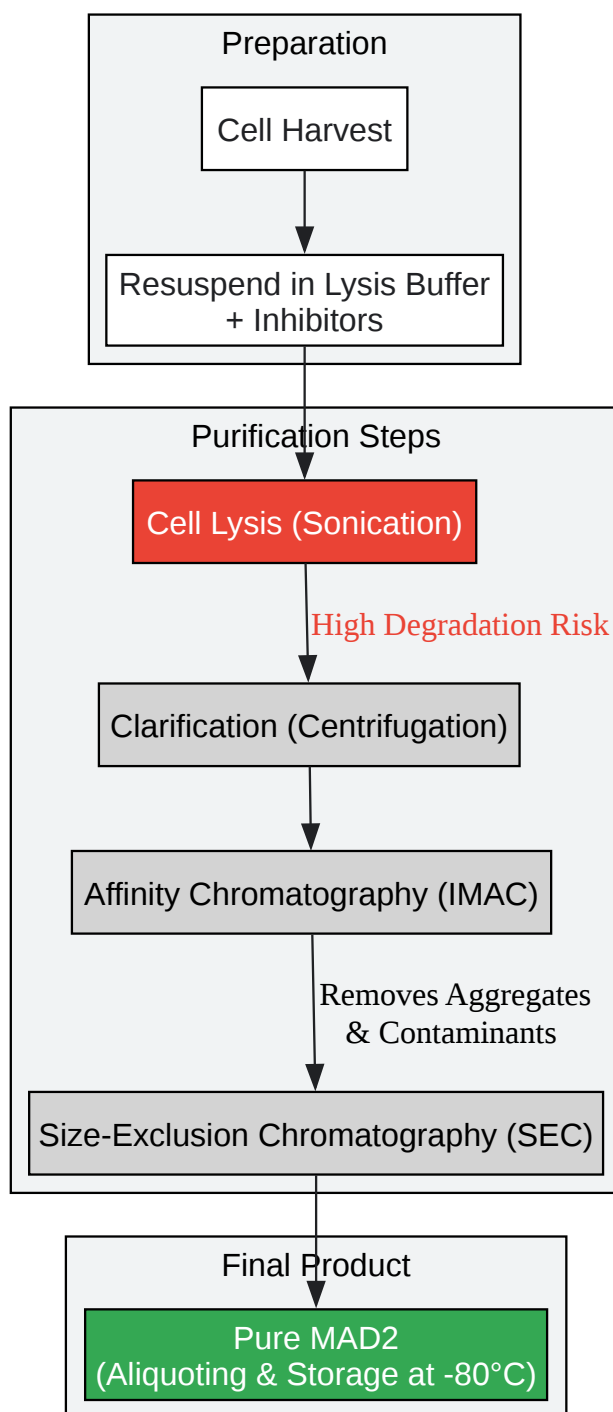 Preparation
Cell Harvest
Resuspend in Lysis Buffer
+ Inhibitors
Purification Steps
Cell Lysis (Sonication)
High Degradation Risk
Clarification (Centrifugation)
Affinity Chromatography (IMAC)
Removes Aggregates
& Contaminants
Size-Exclusion Chromatography (SEC)
Final Product
Pure MAD2
(Aliquoting & Storage at -80°C)